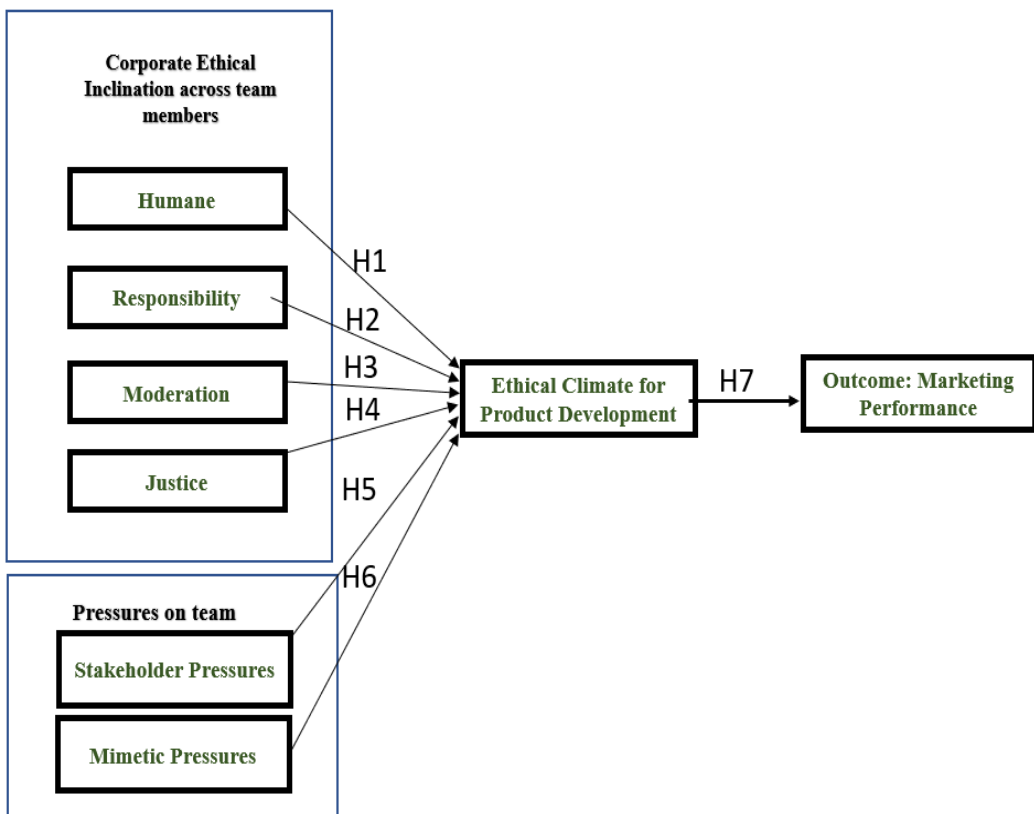 Corporate Ethical
Inclination across team
members
Humane
Responsibility
Moderation
Justice
H1
H2
H3
H4
H5
H6
Pressures on team
Stakeholder Pressures
Mimetic Pressures
Ethical Climate for
Product Development
H7
Outcome: Marketing
Performance